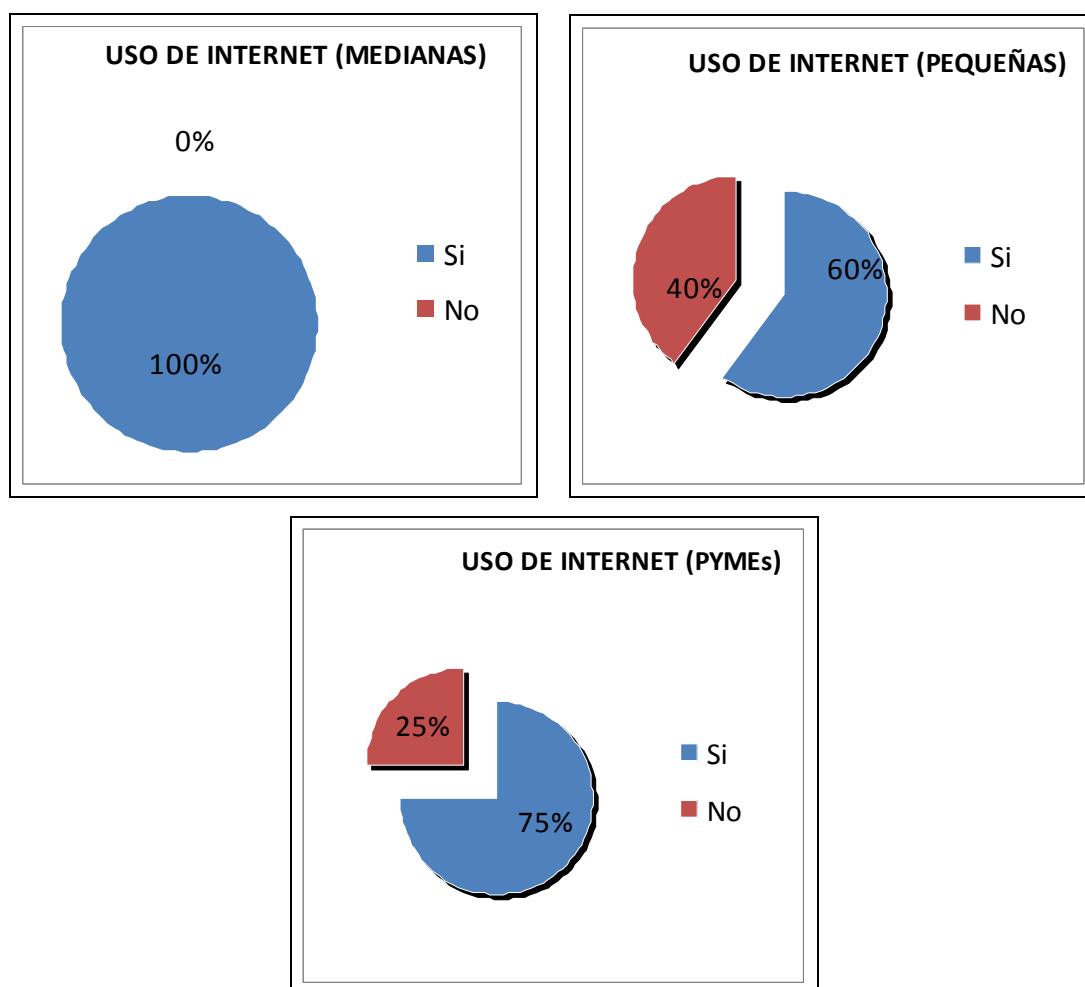 USO DE INTERNET (MEDIANAS)
0%
100%
Si
No
USO DE INTERNET (PEQUEÑAS)
60%
40%
Si
No
USO DE INTERNET (PYMEs)
25%
75%
Si
No